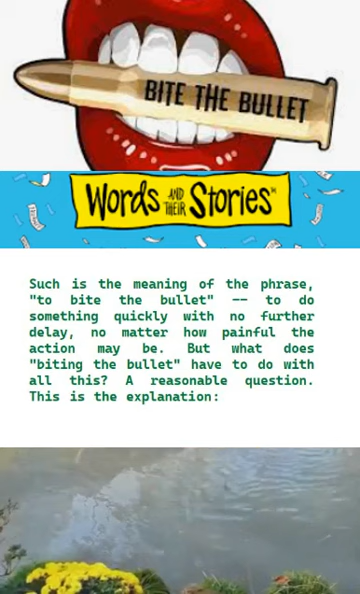 BITE THE BULLET
Words AND THEIR Stories
Such is the meaning of the phrase,
"to bite the bullet" -- to do
something quickly with no further
delay, no matter how painful the
action may be. But what does
"biting the bullet" have to do with
all this? A reasonable question.
This is the explanation: